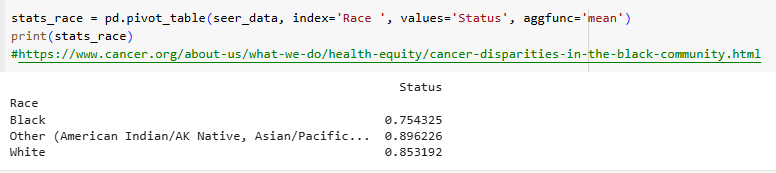 stats_race = pd.pivot_table(seer_data, index='Race ', values='Status', aggfunc='mean')
print(stats_race)
#https://www.cancer.org/about-us/what-we-do/health-equity/cancer-disparities-in-the-black-community.html
Status
Race
Black 0.754325
Other (American Indian/AK Native, Asian/Pacific... 0.896226
White 0.853192